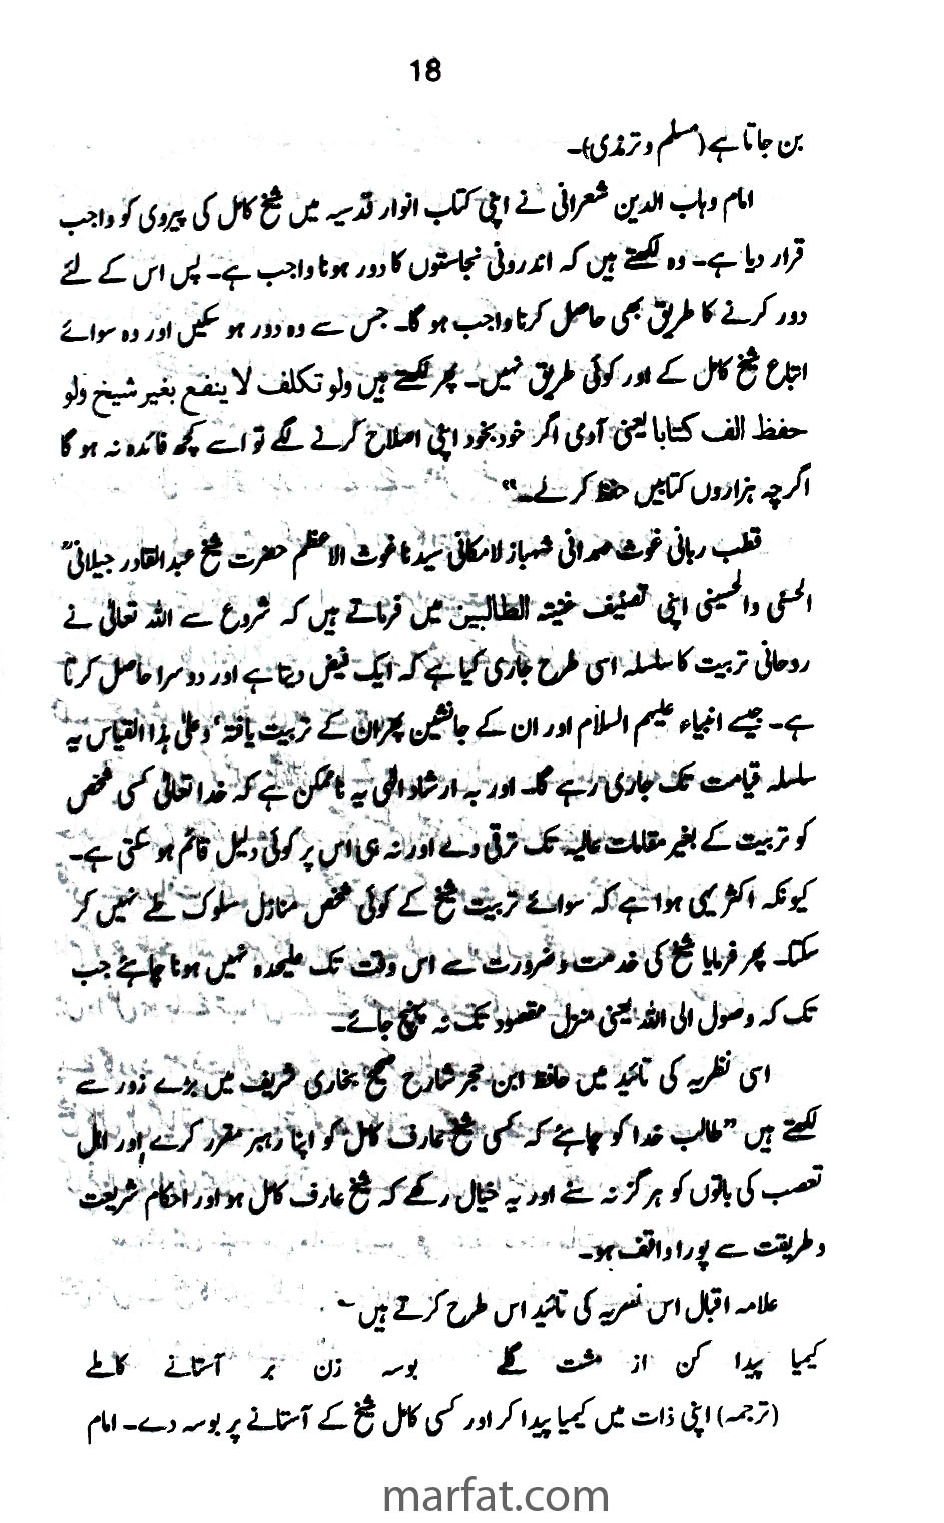 18
بن جاتا ہے (مسلم و ترمذی)۔
امام وہاب الدین شعرانی نے اپنی کتاب انوار قدسیہ میں شیخ کامل کی پیروی کو واجب
قرار دیا ہے۔ وہ لکھتے ہیں کہ اندرونی نجاستوں کا دور ہونا واجب ہے۔ پس اس کے لئے
دور کرنے کا طریق بھی حاصل کرنا واجب ہو گا۔ جس سے وہ دور ہو سکیں اور وہ سوائے
اتباع شیخ کامل کے اور کوئی طریق نہیں۔ پھر لکھتے ہیں ولو تکلف لا ینفع بغیر شیخ ولو
حفظ الف کتابا یعنی آدمی اگر خود بخود اپنی اصلاح کرنے لگے تو اسے کچھ فائدہ نہ ہو گا
اگرچہ ہزاروں کتابیں حفظ کر لے۔"
قطب ربانی غوث صمدانی شہباز لامکانی سیدنا غوث الاعظم حضرت شیخ عبدالقادر جیلانیؒ
الحسنی والحسینی اپنی تصنیف غنیتہ الطالبین میں فرماتے ہیں کہ شروع سے اللہ تعالی نے
روحانی تربیت کا سلسلہ اسی طرح جاری کیا ہے کہ ایک فیض دیتا ہے اور دوسرا حاصل کرتا
ہے۔ جیسے انبیاء علیہم السلام اور ان کے جانشین پھر ان کے تربیت یافتہ، وعلیٰ ہذا القیاس یہ
سلسلہ قیامت تک جاری رہے گا۔ اور بہ ارشاد الٰہی یہ ناممکن ہے کہ خدا تعالیٰ کسی شخص
کو تربیت کے بغیر مقامات عالیہ تک ترقی دے اور نہ ہی اس پر کوئی دلیل قائم ہو سکتی ہے۔
کیونکہ اکثر یہی ہوا ہے کہ سوائے تربیت شیخ کے کوئی شخص منازل سلوک طے نہیں کر
سکتا۔ پھر فرمایا شیخ کی خدمت و ضرورت سے اس وقت تک علیحدہ نہیں ہونا چاہئے جب
تک کہ وصول الی اللہ یعنی منزل مقصود تک نہ پہنچ جائے۔
اسی نظریہ کی تائید میں حافظ ابن حجر شارح صحیح بخاری شریف میں بڑے زور سے
لکھتے ہیں "طالب خدا کو چاہئے کہ کسی شیخ عارف کامل کو اپنا رہبر مقرر کرے اور اہل
تعصب کی باتوں کو ہرگز نہ سنے اور یہ خیال رکھے کہ شیخ عارف کامل ہو اور احکام شریعت
و طریقت سے پورا واقف ہو۔
علامہ اقبال اس نظریہ کی تائید اس طرح کرتے ہیں ؎
کیمیا پیدا کن از مشت گلے بوسہ زن بر آستانے کاملے
(ترجمہ) اپنی ذات میں کیمیا پیدا کر اور کسی کامل شیخ کے آستانے پر بوسہ دے۔ امام
marfat.com